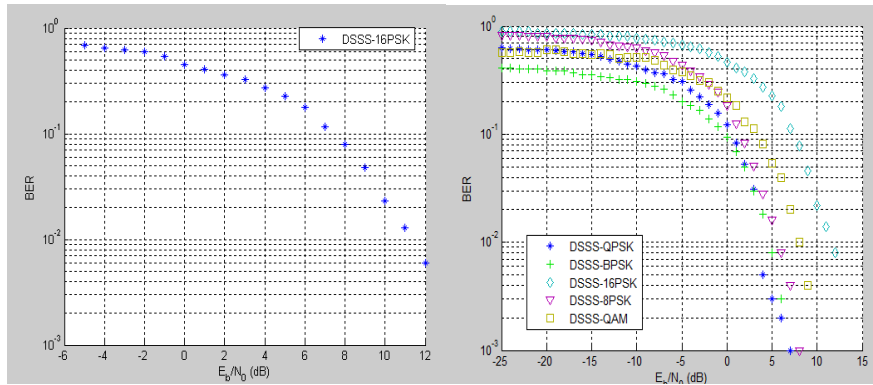 10^0
10^-1
10^-2
10^-3
BER
-6 -4 -2 0 2 4 6 8 10 12
E_b/N_0 (dB)
DSSS-16PSK
10^0
10^-1
10^-2
10^-3
BER
-25 -20 -15 -10 -5 0 5 10 15
E_b/N_0 (dB)
DSSS-QPSK
DSSS-BPSK
DSSS-16PSK
DSSS-8PSK
DSSS-QAM